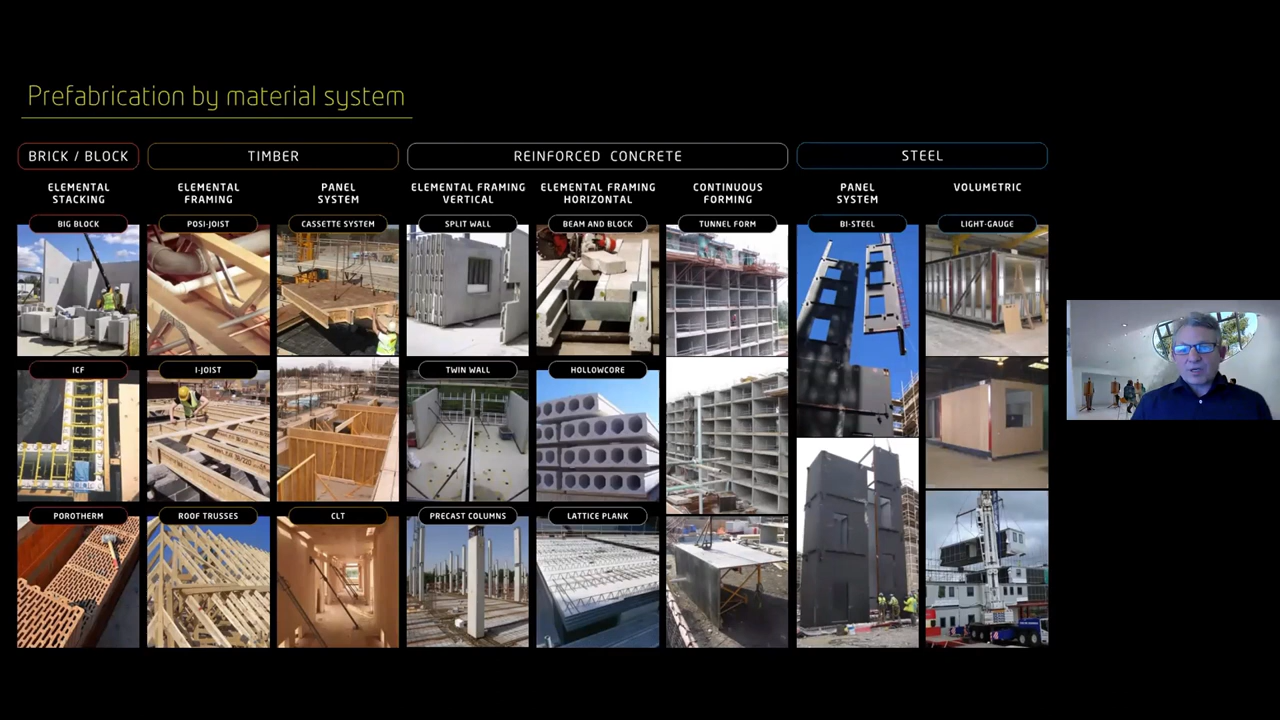 Prefabrication by material system
BRICK / BLOCK
TIMBER
REINFORCED CONCRETE
STEEL
ELEMENTAL
STACKING
ELEMENTAL
FRAMING
PANEL
SYSTEM
ELEMENTAL FRAMING
VERTICAL
ELEMENTAL FRAMING
HORIZONTAL
CONTINUOUS
FORMING
PANEL
SYSTEM
VOLUMETRIC
BIG BLOCK
POSI-JOIST
CASSETTE SYSTEM
SPLIT WALL
BEAM AND BLOCK
TUNNEL FORM
BI-STEEL
LIGHT-GAUGE
ICF
I-JOIST
TWIN WALL
HOLLOWCORE
POROTHERM
ROOF TRUSSES
CLT
PRECAST COLUMNS
LATTICE PLANK